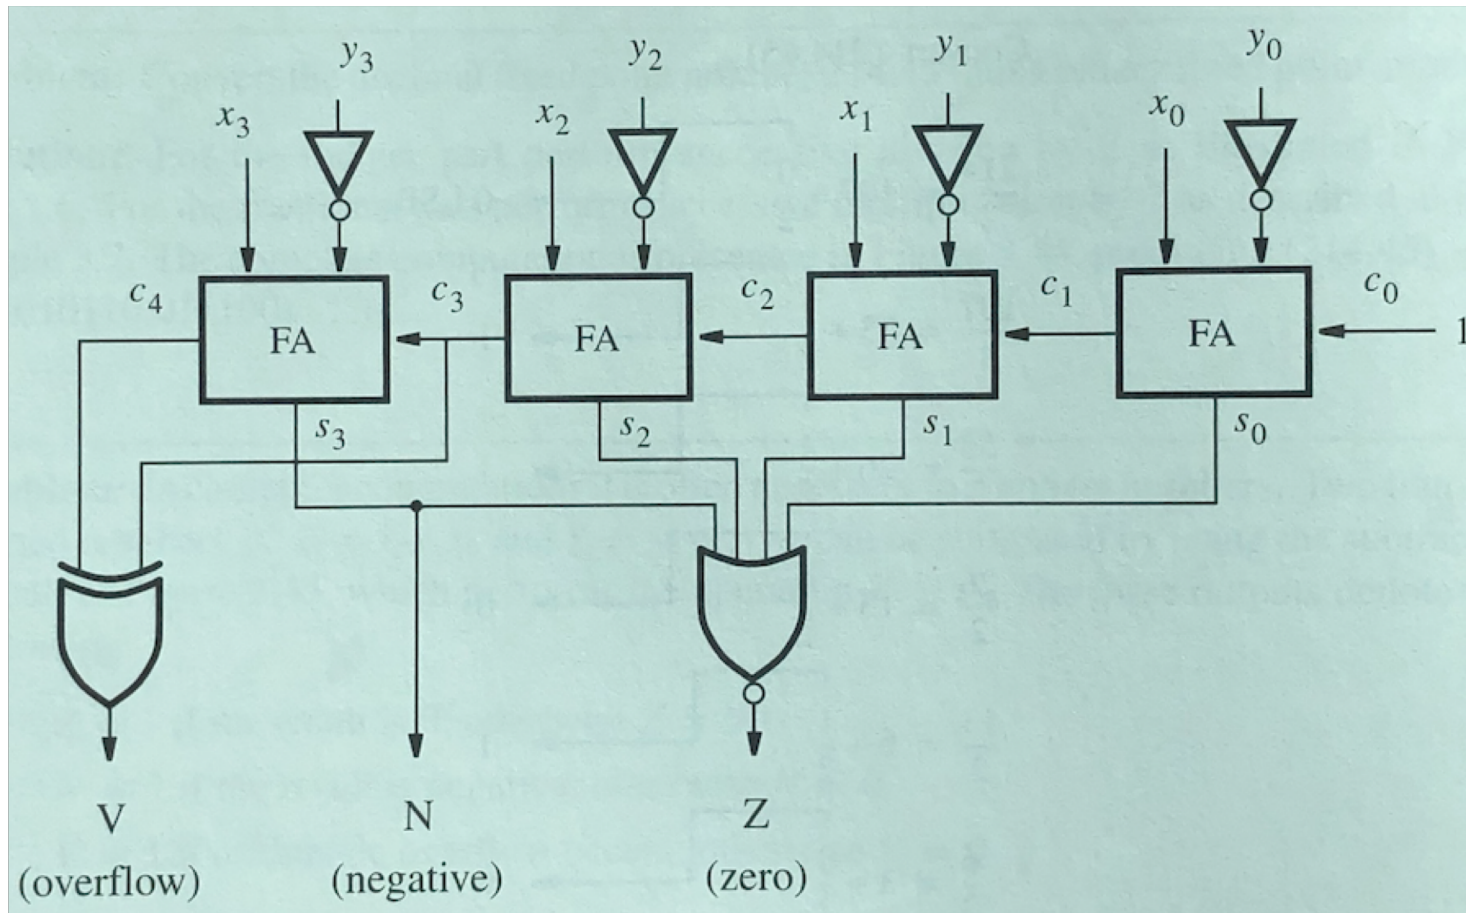 y3 y2 y1 y0
x3 x2 x1 x0
c4 c3 c2 c1 c0
FA FA FA FA 1
s3 s2 s1 s0
V N Z
(overflow) (negative) (zero)